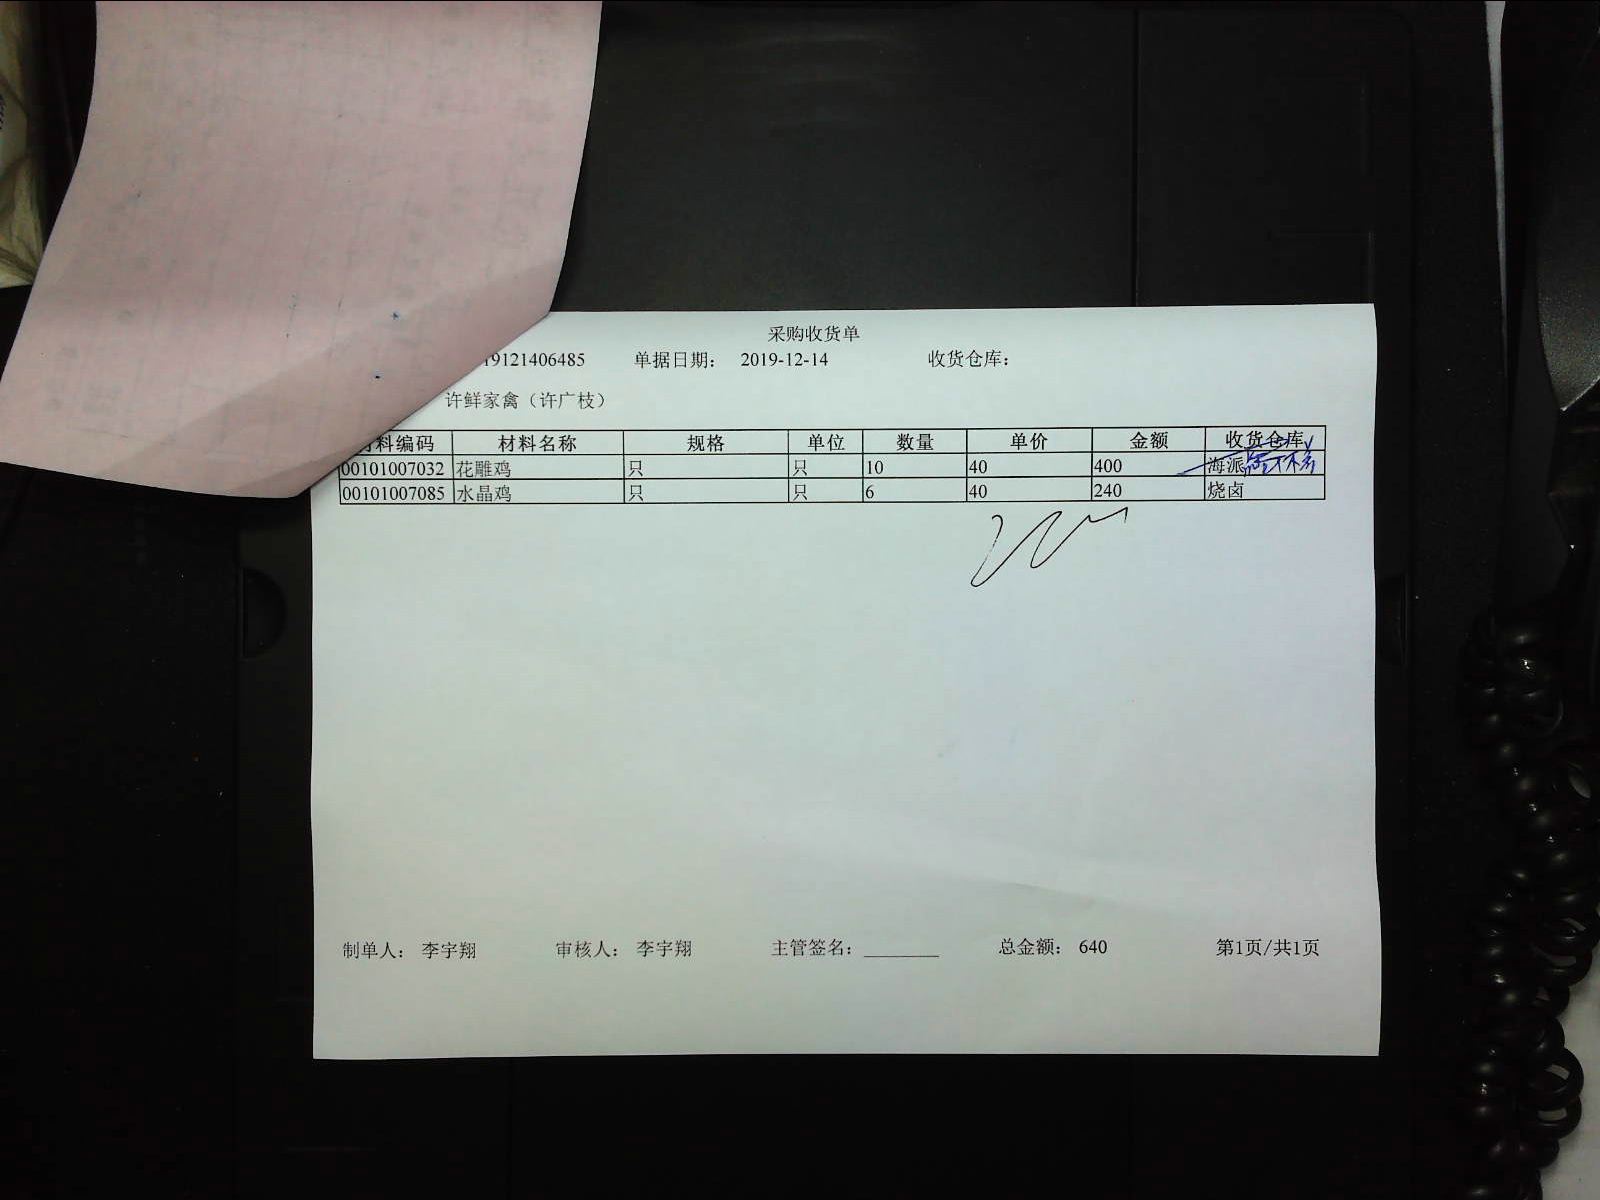 采购收货单
19121406485 单据日期： 2019-12-14 收货仓库：
许鲜家禽（许广枝）
料编码 材料名称 规格 单位 数量 单价 金额 收货仓库
00101007032 花雕鸡 只 只 10 40 400 海派
00101007085 水晶鸡 只 只 6 40 240 烧卤
制单人： 李宇翔 审核人： 李宇翔 主管签名： 总金额： 640 第1页/共1页